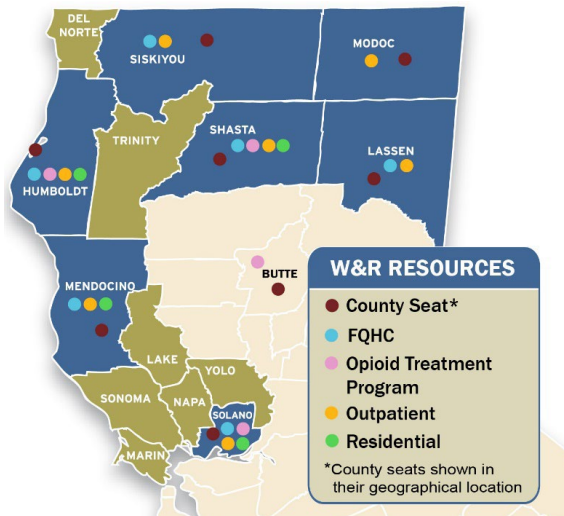 DEL
NORTE
SISKIYOU
MODOC
TRINITY
SHASTA
LASSEN
HUMBOLDT
BUTTE
MENDOCINO
LAKE
YOLO
SONOMA
NAPA
SOLANO
MARIN
W&R RESOURCES
County Seat*
FQHC
Opioid Treatment
Program
Outpatient
Residential
*County seats shown in
their geographical location